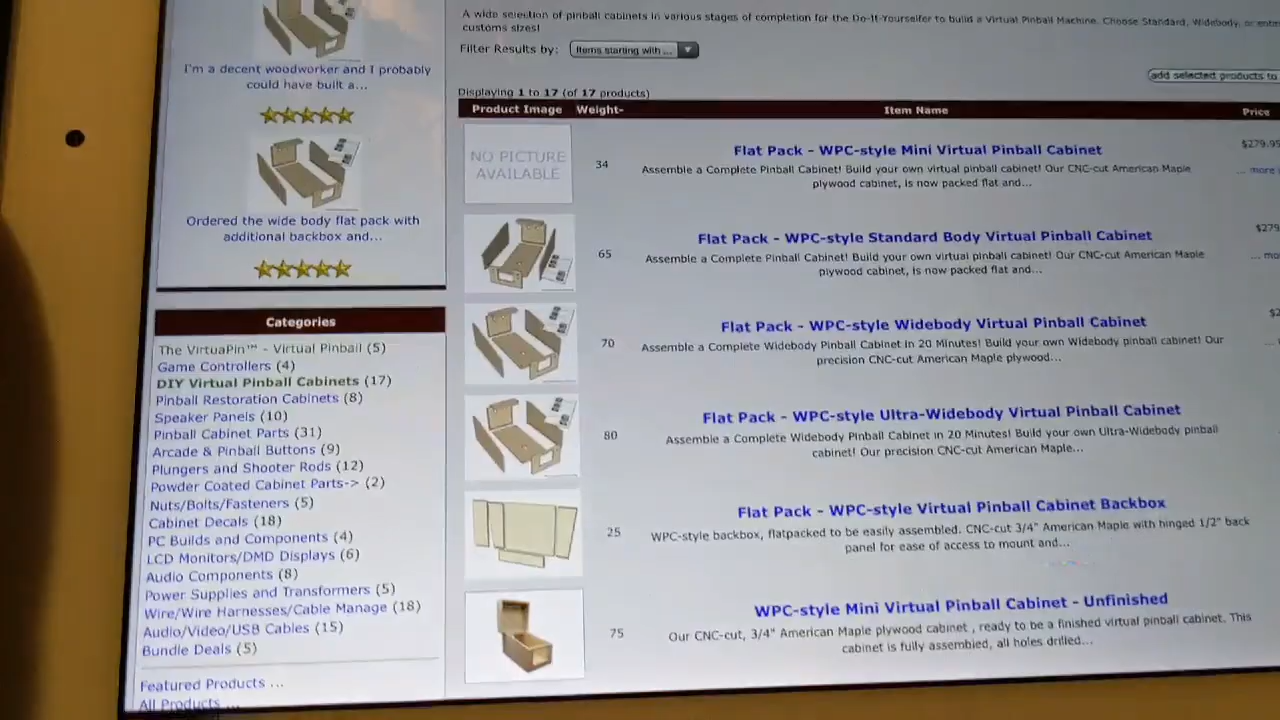 I'm a decent woodworker and I probably
could have built a...
Ordered the wide body flat pack with
additional backbox and...
Categories
The VirtuaPin™ - Virtual Pinball (5)
Game Controllers (4)
DIY Virtual Pinball Cabinets (17)
Pinball Restoration Cabinets (8)
Speaker Panels (10)
Pinball Cabinet Parts (31)
Arcade & Pinball Buttons (9)
Plungers and Shooter Rods (12)
Powder Coated Cabinet Parts-> (2)
Nuts/Bolts/Fasteners (5)
Cabinet Decals (18)
PC Builds and Components (4)
LCD Monitors/DMD Displays (6)
Audio Components (8)
Power Supplies and Transformers (5)
Wire/Wire Harnesses/Cable Manage (18)
Audio/Video/USB Cables (15)
Bundle Deals (5)
Featured Products ...
All Products ...
A wide selection of pinball cabinets in various stages of completion for the Do-It-Yourselfer to build a Virtual Pinball Machine. Choose Standard, Widebody, or
customs sizes!
Filter Results by: Items starting with ...
add selected products to
Displaying 1 to 17 (of 17 products)
Product Image Weight- Item Name Price
NO PICTURE
AVAILABLE
34
Flat Pack - WPC-style Mini Virtual Pinball Cabinet
Assemble a Complete Pinball Cabinet! Build your own virtual pinball cabinet! Our CNC-cut American Maple
plywood cabinet, is now packed flat and...
$279.95
... more
65
Flat Pack - WPC-style Standard Body Virtual Pinball Cabinet
Assemble a Complete Pinball Cabinet! Build your own virtual pinball cabinet! Our CNC-cut American Maple
plywood cabinet, is now packed flat and...
$279
... mo
70
Flat Pack - WPC-style Widebody Virtual Pinball Cabinet
Assemble a Complete Widebody Pinball Cabinet in 20 Minutes! Build your own Widebody pinball cabinet! Our
precision CNC-cut American Maple plywood...
$2
80
Flat Pack - WPC-style Ultra-Widebody Virtual Pinball Cabinet
Assemble a Complete Widebody Pinball Cabinet in 20 Minutes! Build your own Ultra-Widebody pinball
cabinet! Our precision CNC-cut American Maple...
25
Flat Pack - WPC-style Virtual Pinball Cabinet Backbox
WPC-style backbox, flatpacked to be easily assembled. CNC-cut 3/4" American Maple with hinged 1/2" back
panel for ease of access to mount and...
75
WPC-style Mini Virtual Pinball Cabinet - Unfinished
Our CNC-cut, 3/4" American Maple plywood cabinet , ready to be a finished virtual pinball cabinet. This
cabinet is fully assembled, all holes drilled...